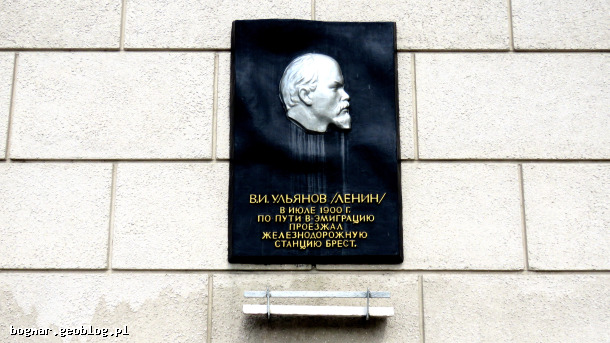 В.И. УЛЬЯНОВ /ЛЕНИН/
В ИЮЛЕ 1900 Г.
ПО ПУТИ В ЭМИГРАЦИЮ
ПРОЕЗЖАЛ
ЖЕЛЕЗНОДОРОЖНУЮ
СТАНЦИЮ БРЕСТ.
bognar.geoblog.pl